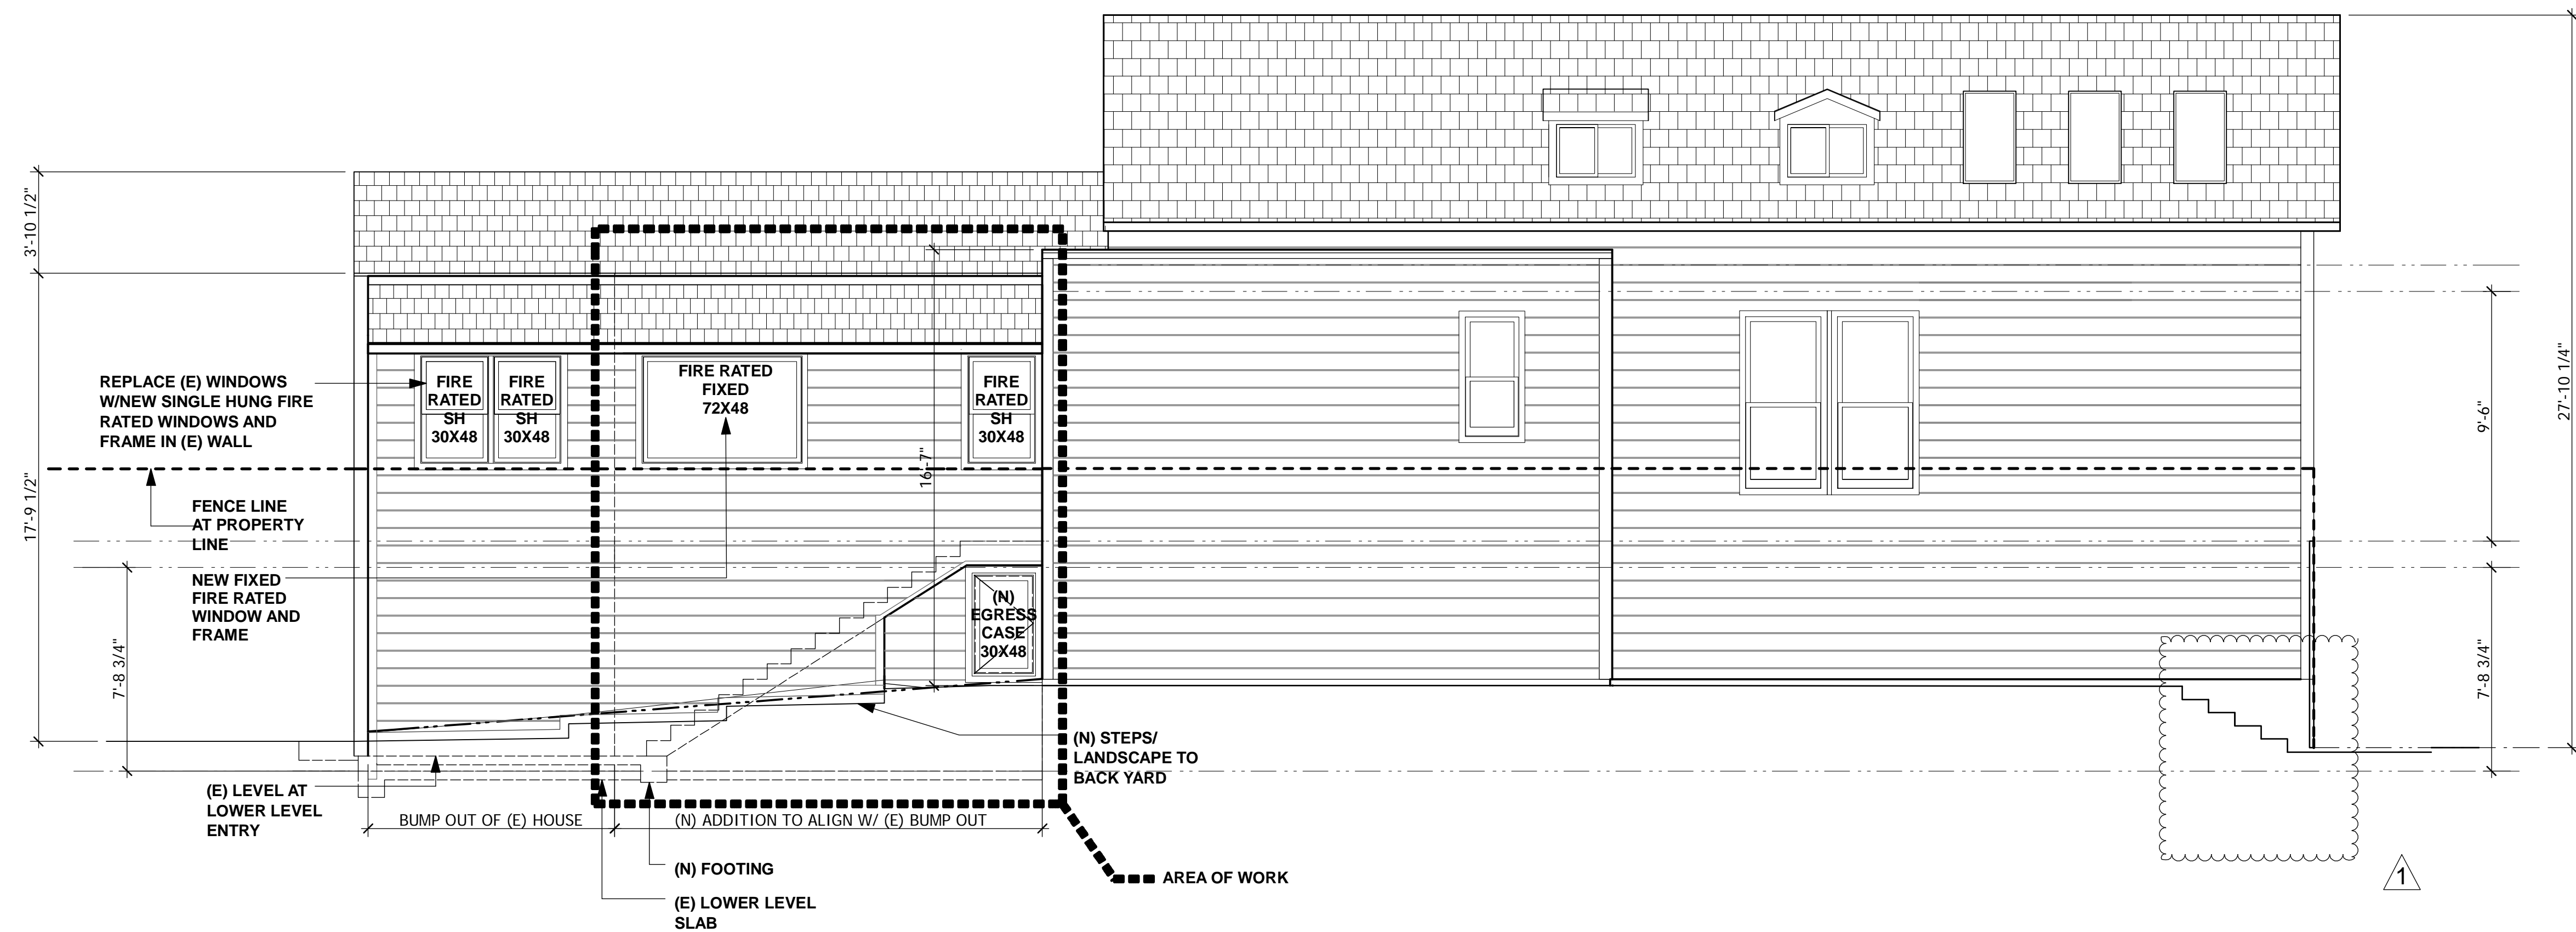 3'-10 1/2"
17'-9 1/2"
7'-8 3/4"
REPLACE (E) WINDOWS
W/NEW SINGLE HUNG FIRE
RATED WINDOWS AND
FRAME IN (E) WALL
FENCE LINE
AT PROPERTY
LINE
NEW FIXED
FIRE RATED
WINDOW AND
FRAME
(E) LEVEL AT
LOWER LEVEL
ENTRY
FIRE
RATED
SH
30X48
FIRE
RATED
SH
30X48
FIRE RATED
FIXED
72X48
FIRE
RATED
SH
30X48
16'-7"
(N)
EGRESS
CASE
30X48
(N) STEPS/
LANDSCAPE TO
BACK YARD
BUMP OUT OF (E) HOUSE
(N) ADDITION TO ALIGN W/ (E) BUMP OUT
(N) FOOTING
(E) LOWER LEVEL
SLAB
AREA OF WORK
9'-6"
7'-8 3/4"
27'-10 1/4"
1